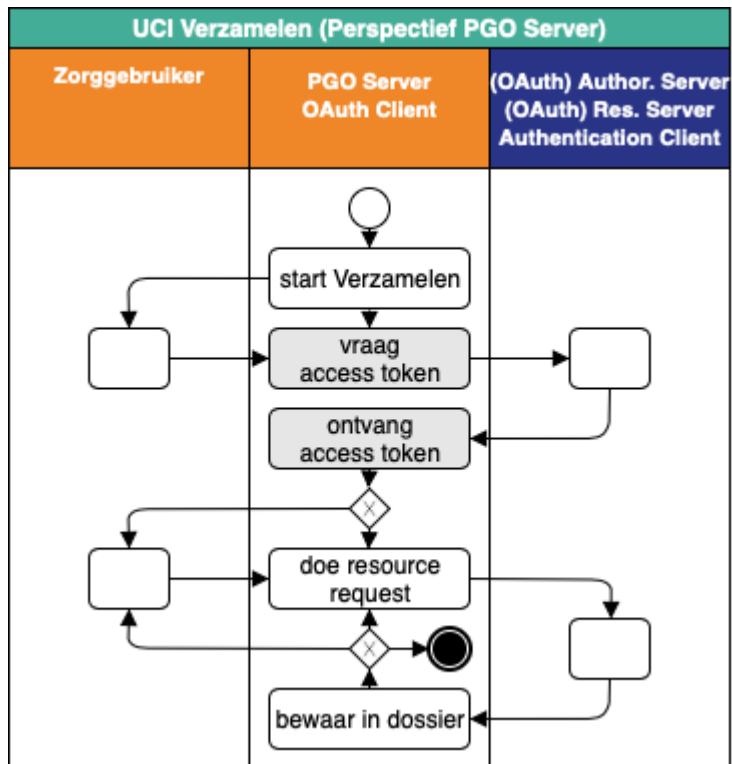 UCI Verzamelen (Perspectief PGO Server)
Zorggebruiker
PGO Server
OAuth Client
(OAuth) Author. Server
(OAuth) Res. Server
Authentication Client
start Verzamelen
vraag
access token
ontvang
access token
X
doe resource
request
X
bewaar in dossier